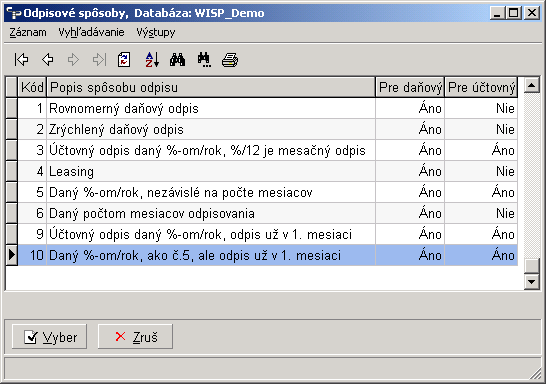 Odpisové spôsoby, Databáza: WISP_Demo
Záznam Vyhľadávanie Výstupy
Kód Popis spôsobu odpisu Pre daňový Pre účtovný
1 Rovnomerný daňový odpis Áno Nie
2 Zrýchlený daňový odpis Áno Nie
3 Účtovný odpis daný %-om/rok, %/12 je mesačný odpis Áno Áno
4 Leasing Áno Nie
5 Daný %-om/rok, nezávislé na počte mesiacov Áno Áno
6 Daný počtom mesiacov odpisovania Áno Nie
9 Účtovný odpis daný %-om/rok, odpis už v 1. mesiaci Áno Áno
10 Daný %-om/rok, ako č.5, ale odpis už v 1. mesiaci Áno Áno
Vyber Zruš